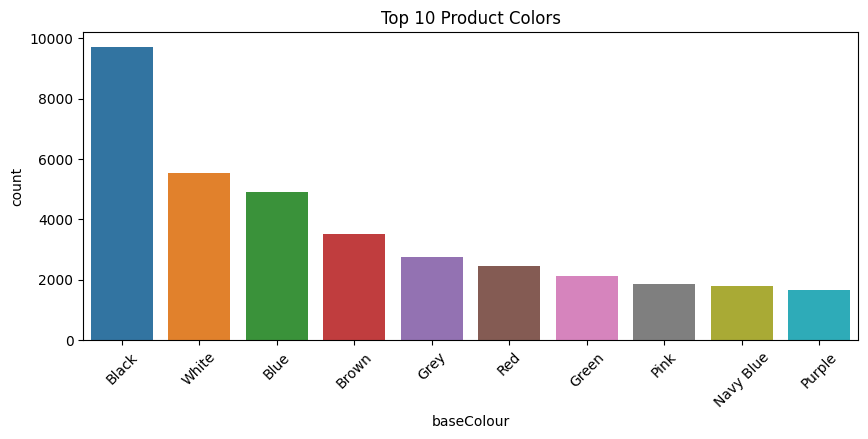 Top 10 Product Colors
count
10000
8000
6000
4000
2000
0
Black
White
Blue
Brown
Grey
Red
Green
Pink
Navy Blue
Purple
baseColour